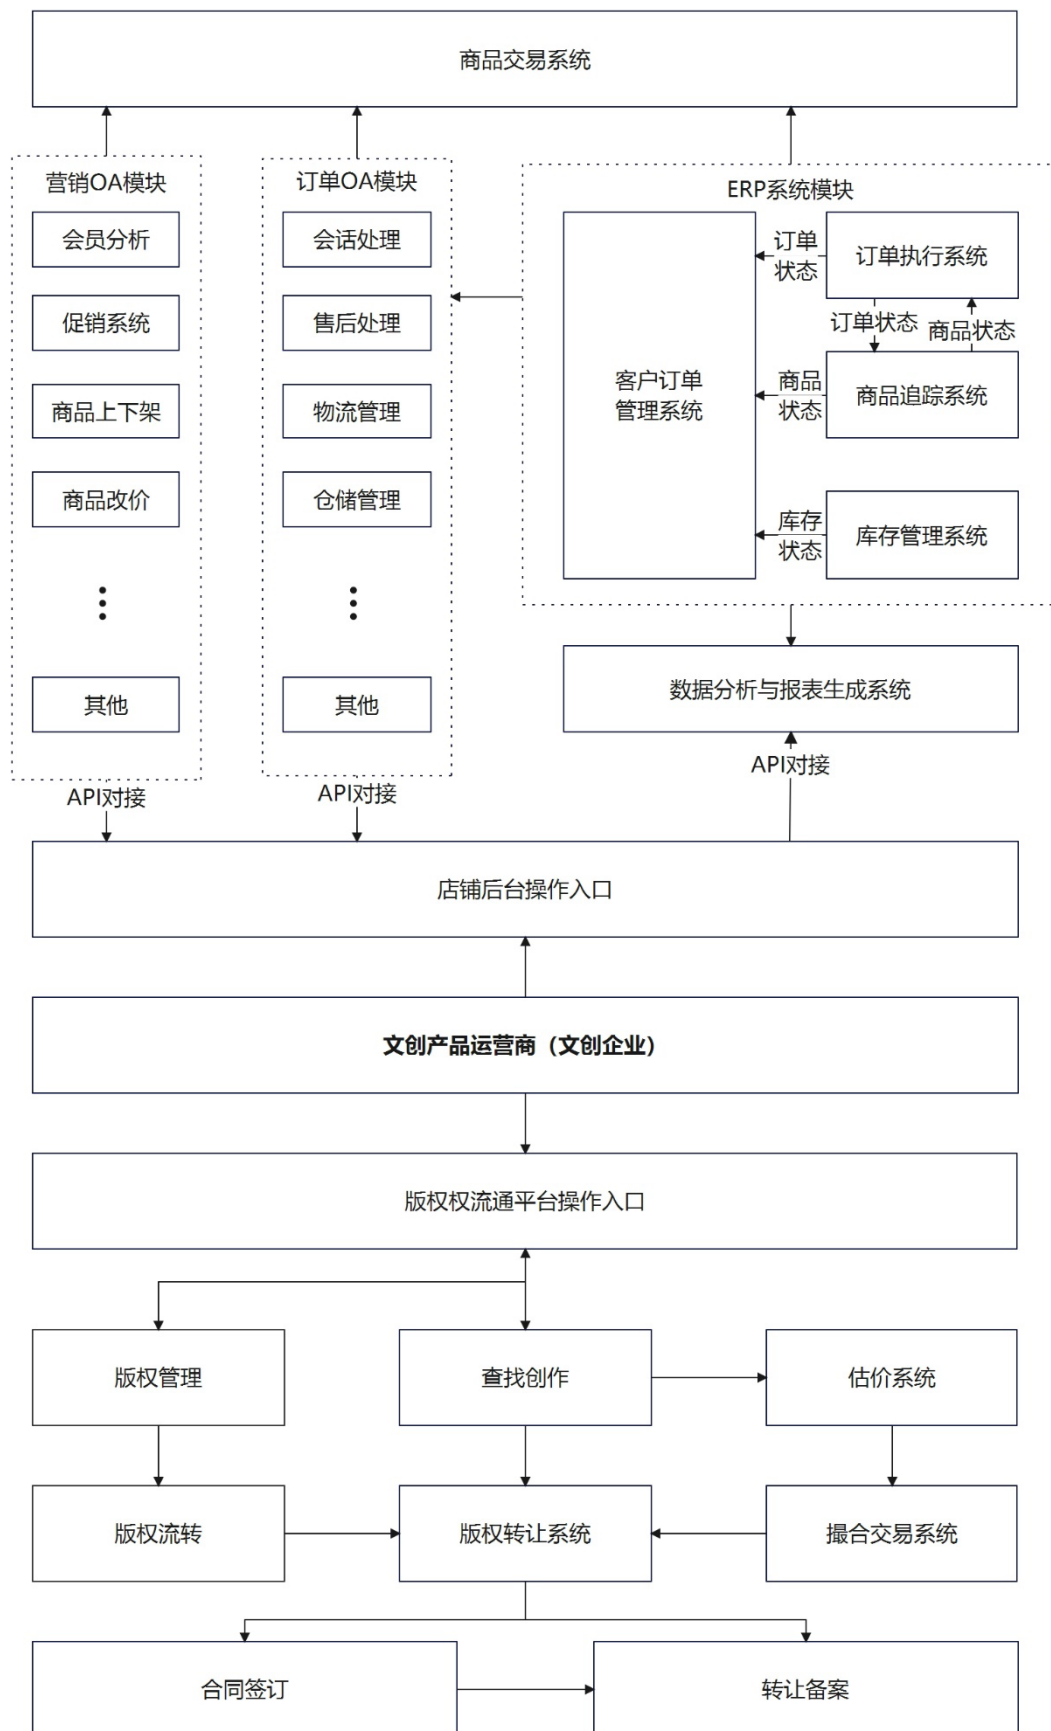 商品交易系统
营销OA模块
会员分析
促销系统
商品上下架
商品改价
其他
API对接
订单OA模块
会话处理
售后处理
物流管理
仓储管理
其他
API对接
ERP系统模块
客户订单
管理系统
订单
状态
订单执行系统
订单状态
商品状态
商品
状态
商品追踪系统
库存
状态
库存管理系统
数据分析与报表生成系统
API对接
店铺后台操作入口
文创产品运营商（文创企业）
版权权流通平台操作入口
版权管理
查找创作
估价系统
版权流转
版权转让系统
撮合交易系统
合同签订
转让备案